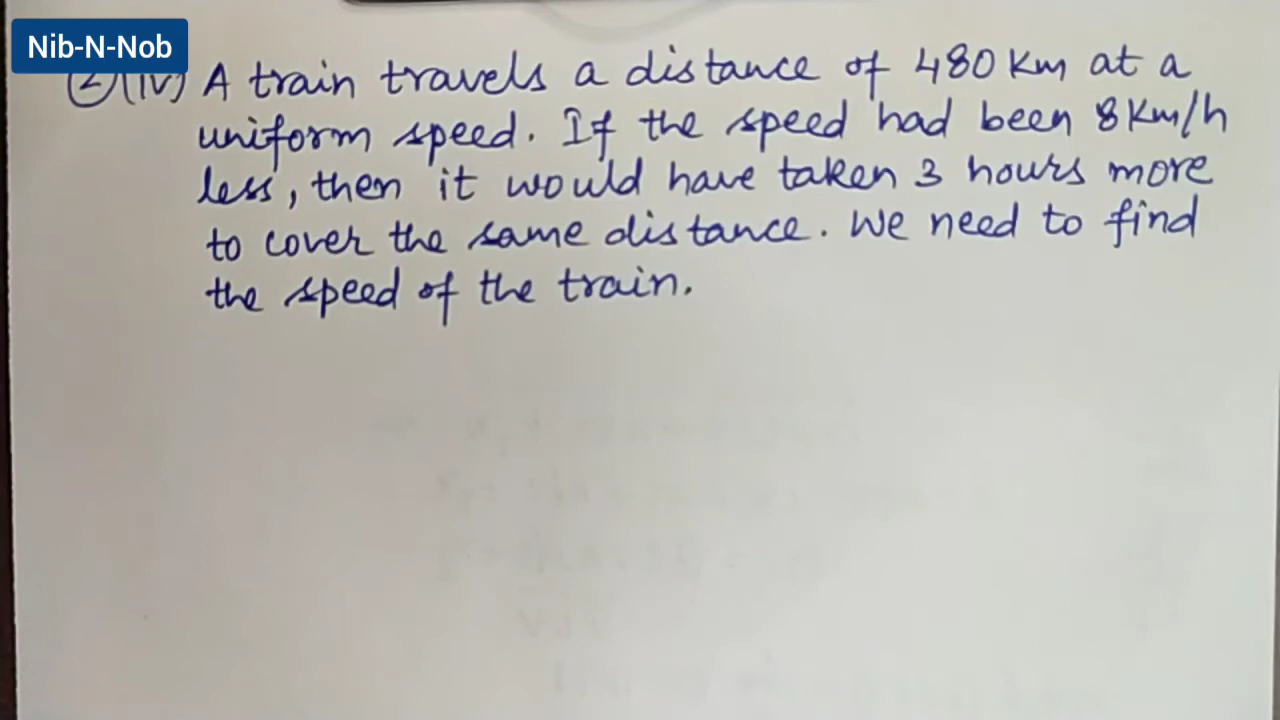 Nib-N-Nob
2 (iv) A train travels a distance of 480 Km at a
uniform speed. If the speed had been 8 Km/h
less, then it would have taken 3 hours more
to cover the same distance. We need to find
the speed of the train.